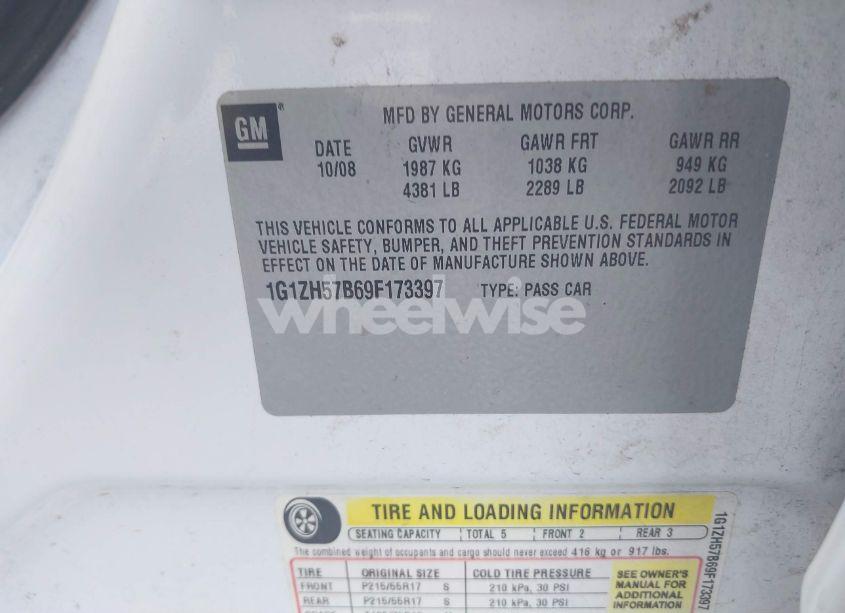 GM
MFD BY GENERAL MOTORS CORP.
DATE GVWR GAWR FRT GAWR RR
10/08 1987 KG 1038 KG 949 KG
4381 LB 2289 LB 2092 LB
THIS VEHICLE CONFORMS TO ALL APPLICABLE U.S. FEDERAL MOTOR
VEHICLE SAFETY, BUMPER, AND THEFT PREVENTION STANDARDS IN
EFFECT ON THE DATE OF MANUFACTURE SHOWN ABOVE.
1G1ZH57B69F173397 TYPE: PASS CAR
wheelwise
TIRE AND LOADING INFORMATION
SEATING CAPACITY TOTAL 5 FRONT 2 REAR 3
The combined weight of occupants and cargo should never exceed 416 kg or 917 lbs.
TIRE ORIGINAL SIZE COLD TIRE PRESSURE
FRONT P215/55R17 S 210 kPa, 30 PSI
REAR P215/55R17 S 210 kPa, 30 PSI
SEE OWNER'S
MANUAL FOR
ADDITIONAL
INFORMATION
1G1ZH57B69F173397